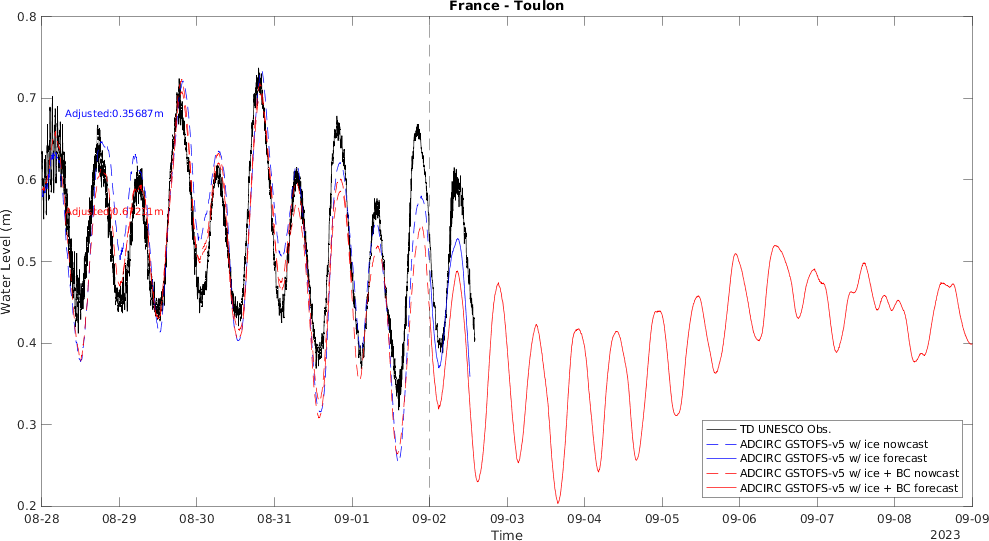 France - Toulon
0.8
0.7
0.6
0.5
0.4
0.3
0.2
Water Level (m)
Adjusted:0.35687m
TD UNESCO Obs.
ADCIRC GSTOFS-v5 w/ ice nowcast
ADCIRC GSTOFS-v5 w/ ice forecast
ADCIRC GSTOFS-v5 w/ ice + BC nowcast
ADCIRC GSTOFS-v5 w/ ice + BC forecast
08-28 08-29 08-30 08-31 09-01 09-02 09-03 09-04 09-05 09-06 09-07 09-08 09-09
Time
2023